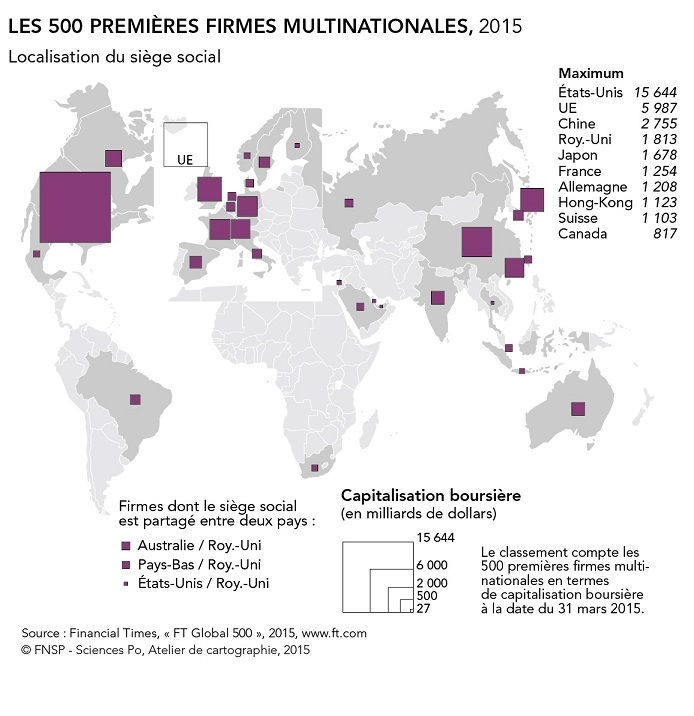 LES 500 PREMIÈRES FIRMES MULTINATIONALES, 2015
Localisation du siège social
Maximum
États-Unis 15 644
UE 5 987
Chine 2 755
Roy.-Uni 1 813
Japon 1 678
France 1 254
Allemagne 1 208
Hong-Kong 1 123
Suisse 1 103
Canada 817
UE
Firmes dont le siège social
est partagé entre deux pays :
Australie / Roy.-Uni
Pays-Bas / Roy.-Uni
États-Unis / Roy.-Uni
Capitalisation boursière
(en milliards de dollars)
15 644
6 000
2 000
500
27
Le classement compte les
500 premières firmes multi-
nationales en termes
de capitalisation boursière
à la date du 31 mars 2015.
Source : Financial Times, « FT Global 500 », 2015, www.ft.com
© FNSP - Sciences Po, Atelier de cartographie, 2015